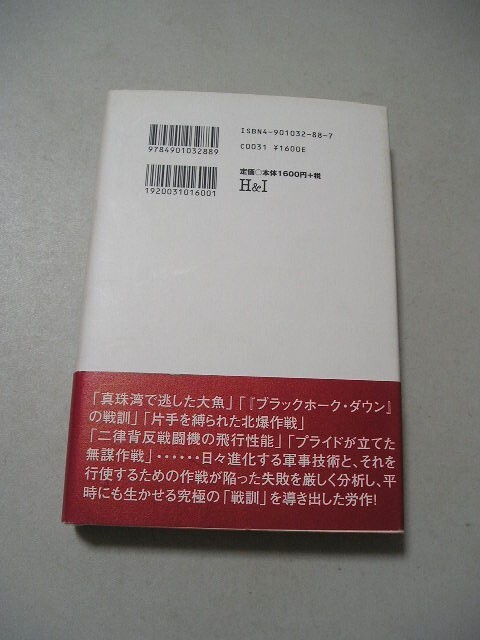 ISBN4-901032-88-7
9784901032889
C0031 ¥1600E
定価○本体1600円+税
H&I
1920031016001
「真珠湾で逃した大魚」「『ブラックホーク・ダウン』
の戦訓」「片手を縛られた北爆作戦」
「二律背反戦闘機の飛行性能」「プライドが立てた
無謀作戦」……日々進化する軍事技術と、それを
行使するための作戦が陥った失敗を厳しく分析し、平
時にも生かせる究極の「戦訓」を導き出した労作!